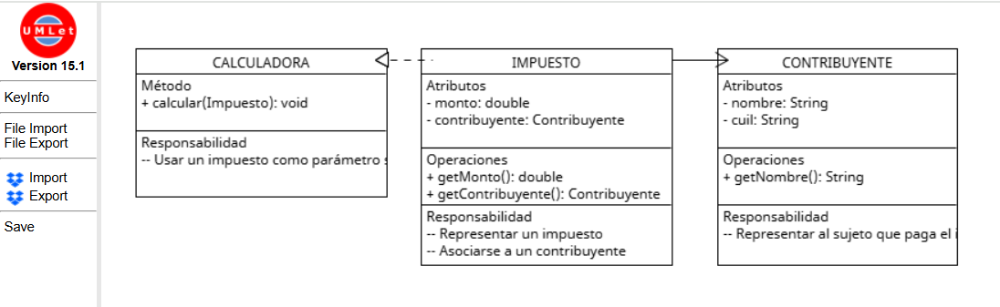 UMLet
Version 15.1
KeyInfo
File Import
File Export
Import
Export
Save
CALCULADORA
Método
+ calcular(Impuesto): void
Responsabilidad
-- Usar un impuesto como parámetro
IMPUESTO
Atributos
- monto: double
- contribuyente: Contribuyente
Operaciones
+ getMonto(): double
+ getContribuyente(): Contribuyente
Responsabilidad
-- Representar un impuesto
-- Asociarse a un contribuyente
CONTRIBUYENTE
Atributos
- nombre: String
- cuil: String
Operaciones
+ getNombre(): String
Responsabilidad
-- Representar al sujeto que paga el